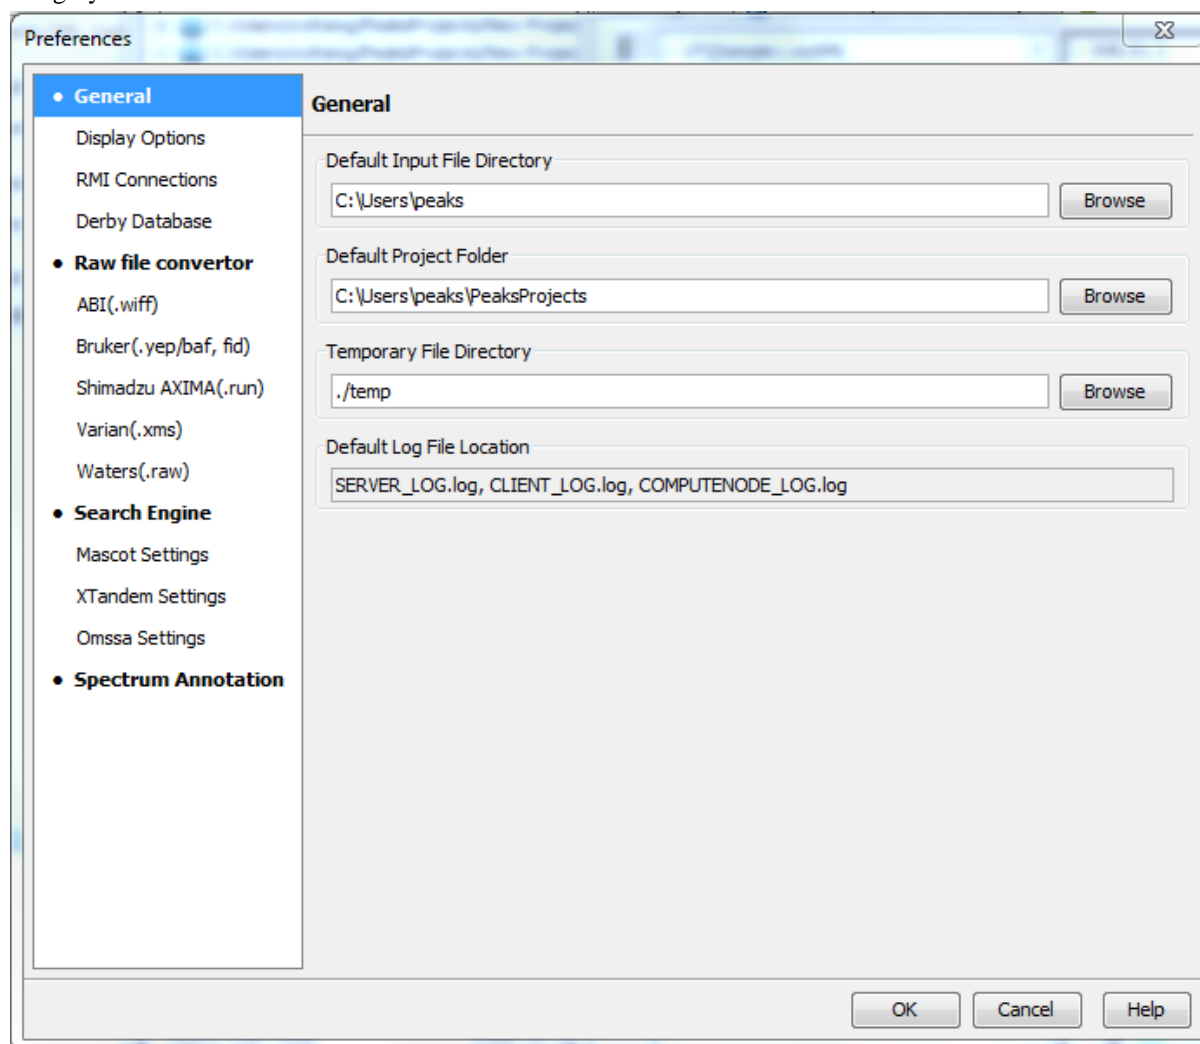 Preferences
General
Display Options
RMI Connections
Derby Database
Raw file convertor
ABI(.wiff)
Bruker(.yep/baf, fid)
Shimadzu AXIMA(.run)
Varian(.xms)
Waters(.raw)
Search Engine
Mascot Settings
XTandem Settings
Omssa Settings
Spectrum Annotation
General
Default Input File Directory
C:\Users\peaks
Browse
Default Project Folder
C:\Users\peaks\PeaksProjects
Browse
Temporary File Directory
./temp
Browse
Default Log File Location
SERVER_LOG.log, CLIENT_LOG.log, COMPUTENODE_LOG.log
OK
Cancel
Help